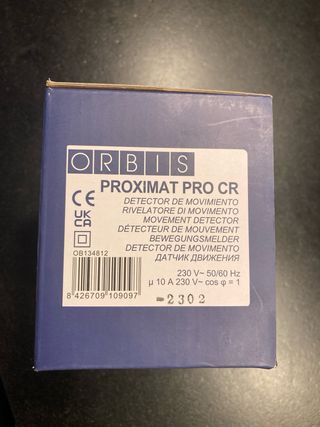 ORBIS
PROXIMAT PRO CR
DETECTOR DE MOVIMIENTO
RIVELATORE DI MOVIMENTO
MOVEMENT DETECTOR
DÉTECTEUR DE MOUVEMENT
BEWEGUNGSMELDER
DETECTOR DE MOVIMENTO
ДАТЧИК ДВИЖЕНИЯ
CE
UK
CA
OB134812
230 V~ 50/60 Hz
µ 10 A 230 V~ cos φ = 1
8 426709 109097
-2302